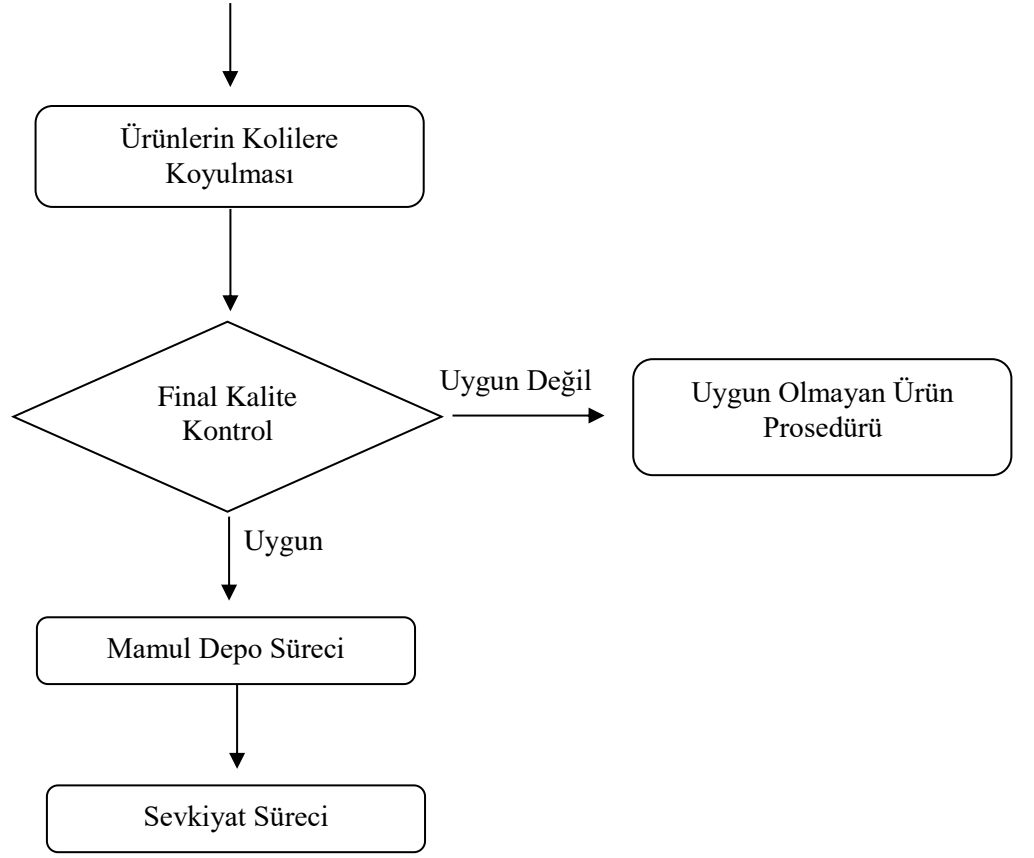 Ürünlerin Kolilere
Koyulması
Final Kalite
Kontrol
Uygun Değil
Uygun Olmayan Ürün
Prosedürü
Uygun
Mamul Depo Süreci
Sevkiyat Süreci